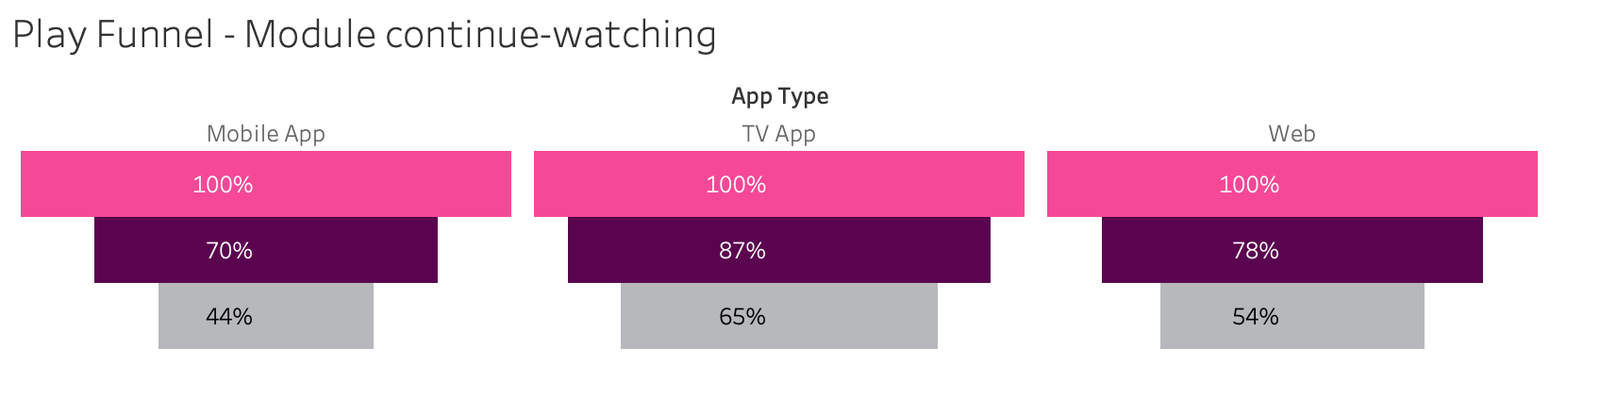 Play Funnel - Module continue-watching
App Type
Mobile App TV App Web
100% 100% 100%
70% 87% 78%
44% 65% 54%